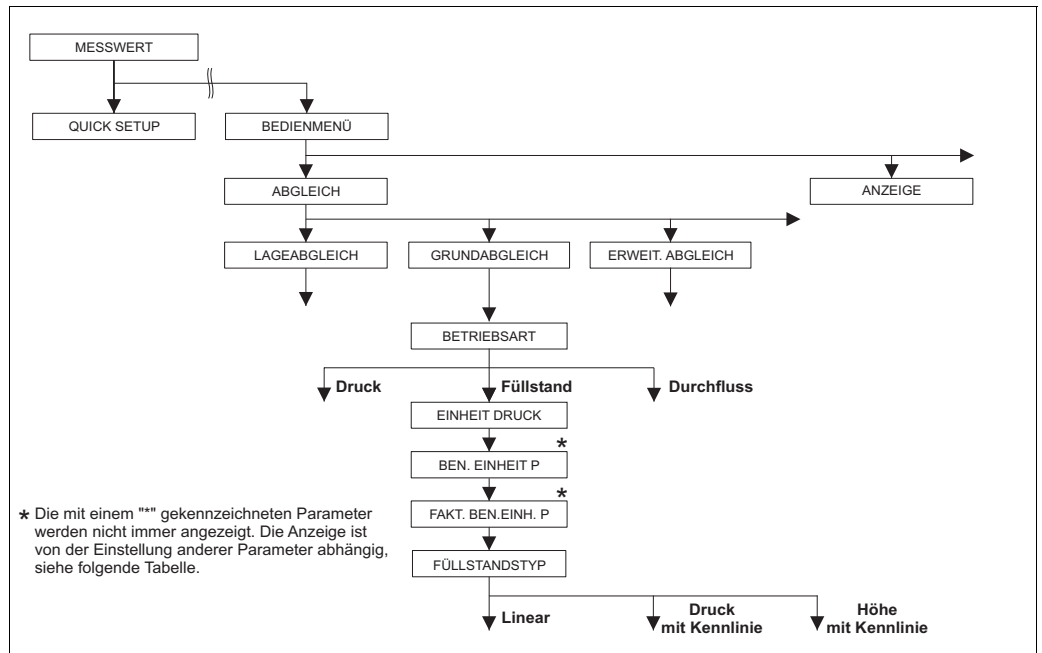 MESSWERT
QUICK SETUP
BEDIENMENÜ
ABGLEICH
ANZEIGE
LAGEABGLEICH
GRUNDABGLEICH
ERWEIT. ABGLEICH
BETRIEBSART
Druck
Füllstand
Durchfluss
EINHEIT DRUCK
*
BEN. EINHEIT P
*
FAKT. BEN.EINH. P
* Die mit einem "*" gekennzeichneten Parameter
werden nicht immer angezeigt. Die Anzeige ist
von der Einstellung anderer Parameter abhängig,
siehe folgende Tabelle.
FÜLLSTANDSTYP
Linear
Druck
mit Kennlinie
Höhe
mit Kennlinie